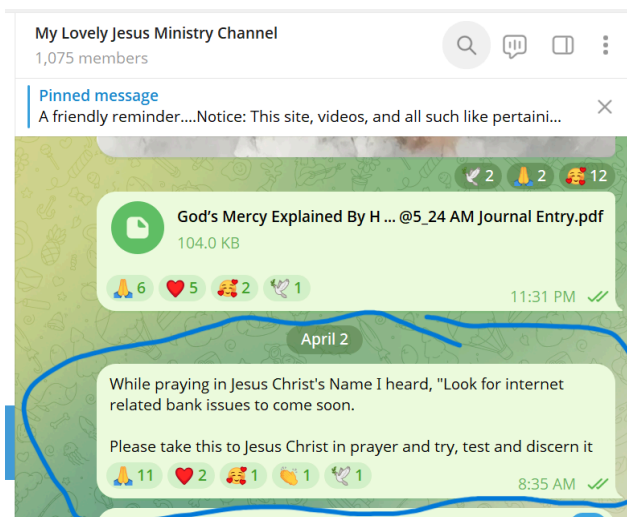 My Lovely Jesus Ministry Channel
1,075 members
Pinned message
A friendly reminder....Notice: This site, videos, and all such like pertaini...
🕊 2 🙏 2 🥰 12
God's Mercy Explained By H ... @5_24 AM Journal Entry.pdf
104.0 KB
🙏 6 ❤️ 5 🥰 2 🕊 1
11:31 PM
April 2
While praying in Jesus Christ's Name I heard, "Look for internet
related bank issues to come soon.
Please take this to Jesus Christ in prayer and try, test and discern it
🙏 11 ❤️ 2 🥰 1 👏 1 🕊 1
8:35 AM